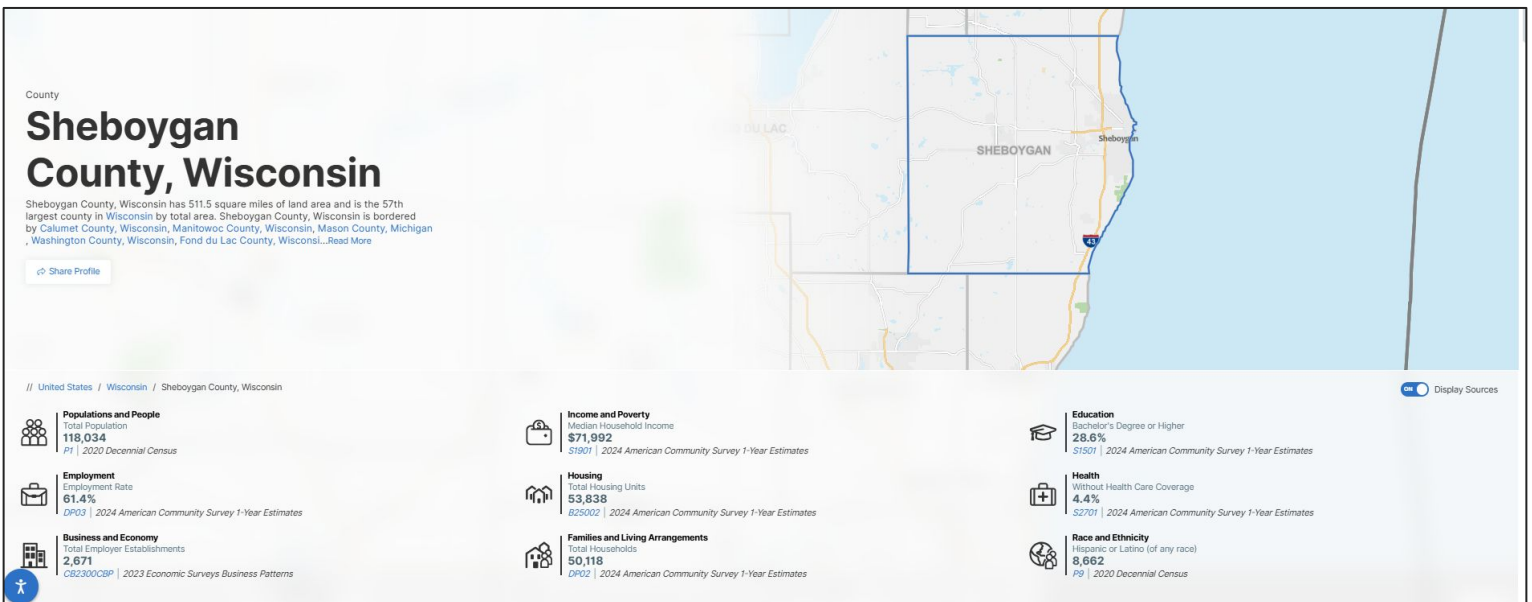 County
Sheboygan
County, Wisconsin
Sheboygan County, Wisconsin has 511.5 square miles of land area and is the 57th
largest county in Wisconsin by total area. Sheboygan County, Wisconsin is bordered
by Calumet County, Wisconsin, Manitowoc County, Wisconsin, Mason County, Michigan
, Washington County, Wisconsin, Fond du Lac County, Wisconsi...Read More
Share Profile
DU LAC
SHEBOYGAN
Sheboygan
43
// United States / Wisconsin / Sheboygan County, Wisconsin
ON Display Sources
Populations and People
Total Population
118,034
P1 | 2020 Decennial Census
Income and Poverty
Median Household Income
$71,992
S1901 | 2024 American Community Survey 1-Year Estimates
Education
Bachelor's Degree or Higher
28.6%
S1501 | 2024 American Community Survey 1-Year Estimates
Employment
Employment Rate
61.4%
DP03 | 2024 American Community Survey 1-Year Estimates
Housing
Total Housing Units
53,838
B25002 | 2024 American Community Survey 1-Year Estimates
Health
Without Health Care Coverage
4.4%
S2701 | 2024 American Community Survey 1-Year Estimates
Business and Economy
Total Employer Establishments
2,671
CB2300CBP | 2023 Economic Surveys Business Patterns
Families and Living Arrangements
Total Households
50,118
DP02 | 2024 American Community Survey 1-Year Estimates
Race and Ethnicity
Hispanic or Latino (of any race)
8,662
P9 | 2020 Decennial Census